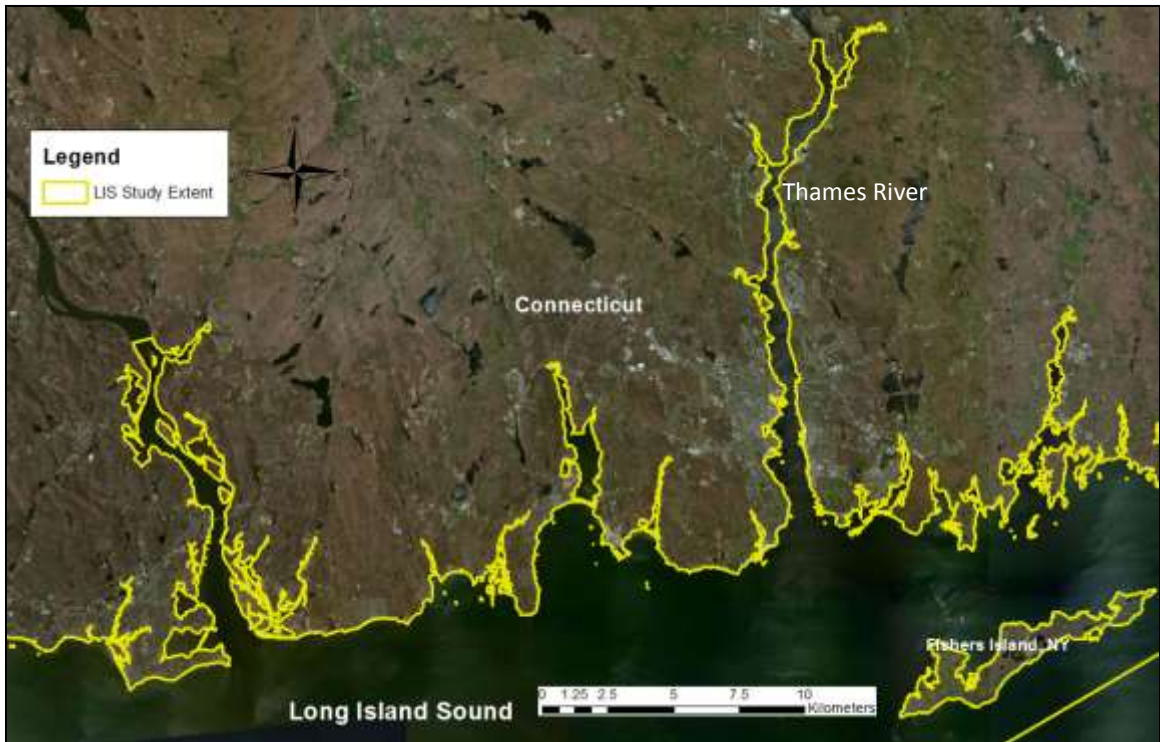 Legend
LIS Study Extent
Thames River
Connecticut
Fishers Island, NY
Long Island Sound
0 1.25 2.5 5 7.5 10
Kilometers